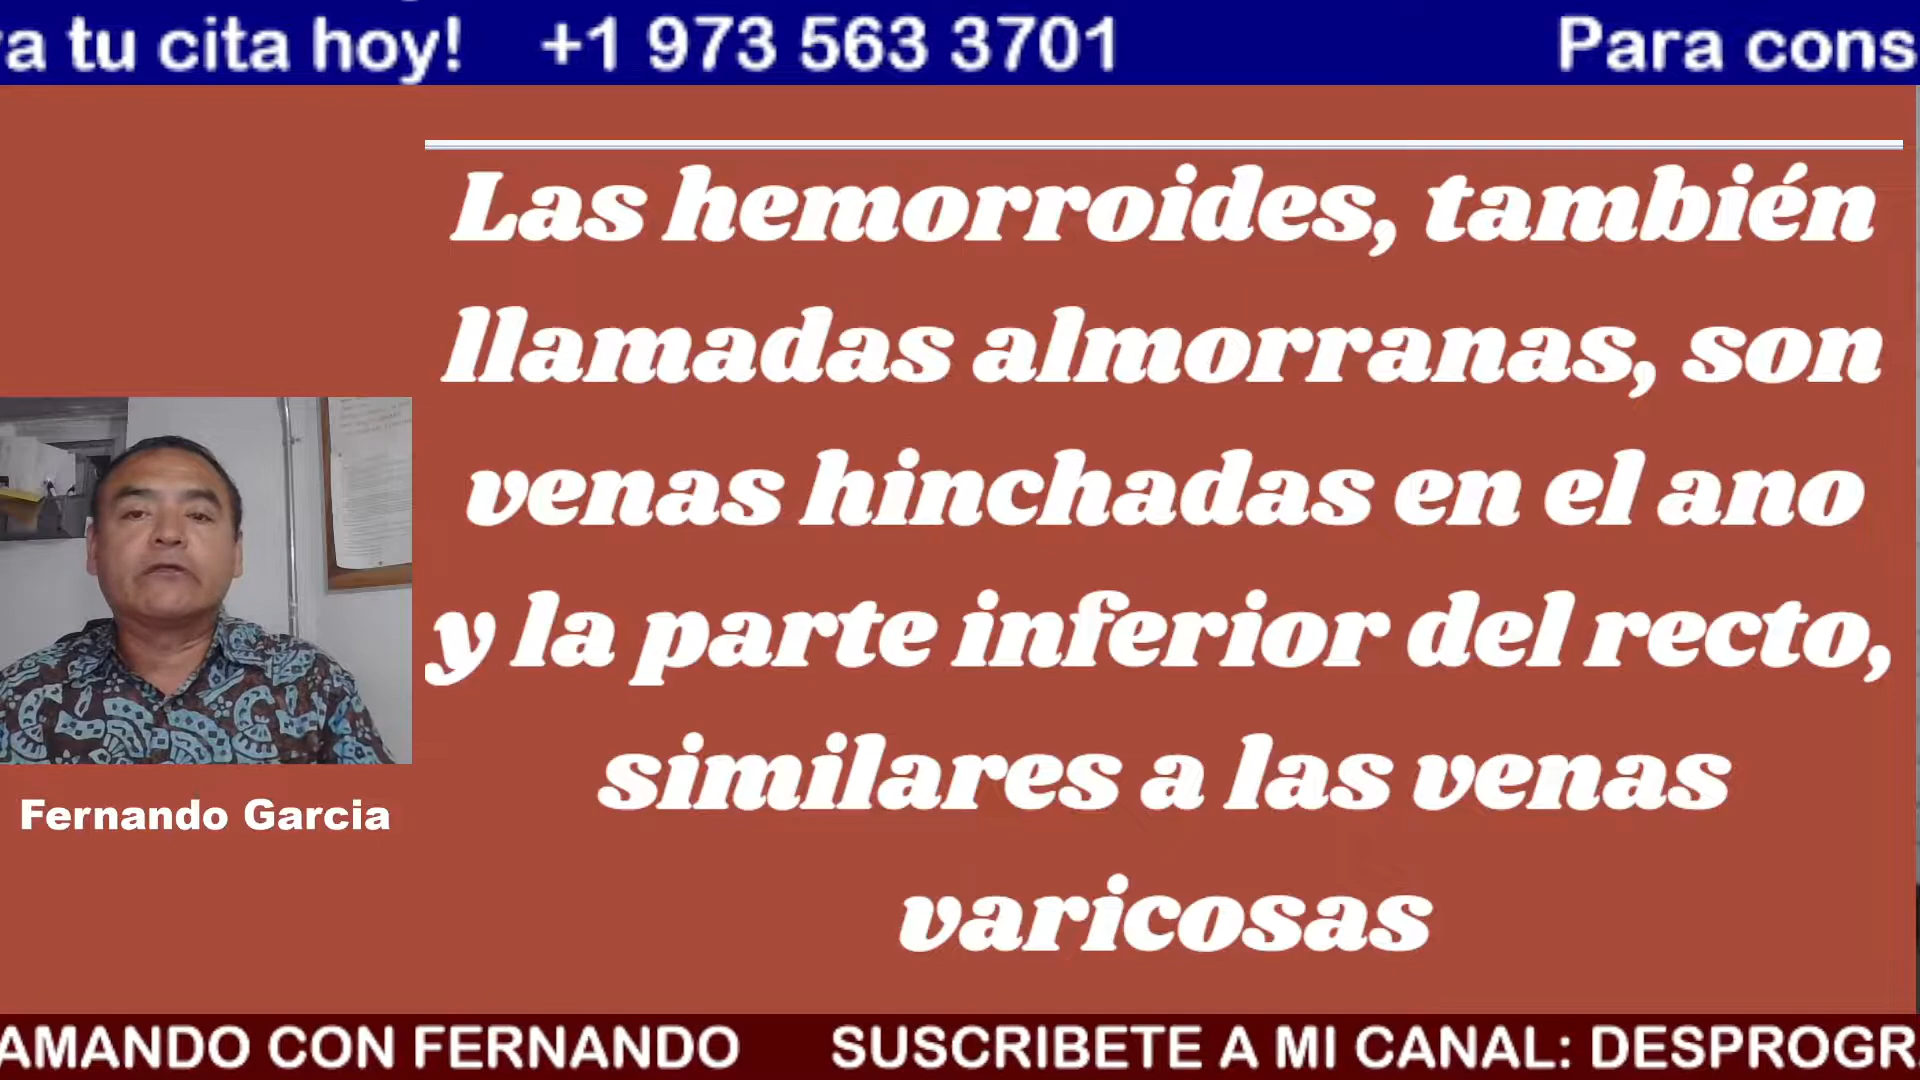 tu cita hoy! +1 973 563 3701 Para cons
Las hemorroides, también
llamadas almorranas, son
venas hinchadas en el ano
y la parte inferior del recto,
similares a las venas
varicosas
Fernando Garcia
AMANDO CON FERNANDO SUSCRIBETE A MI CANAL: DESPROGR